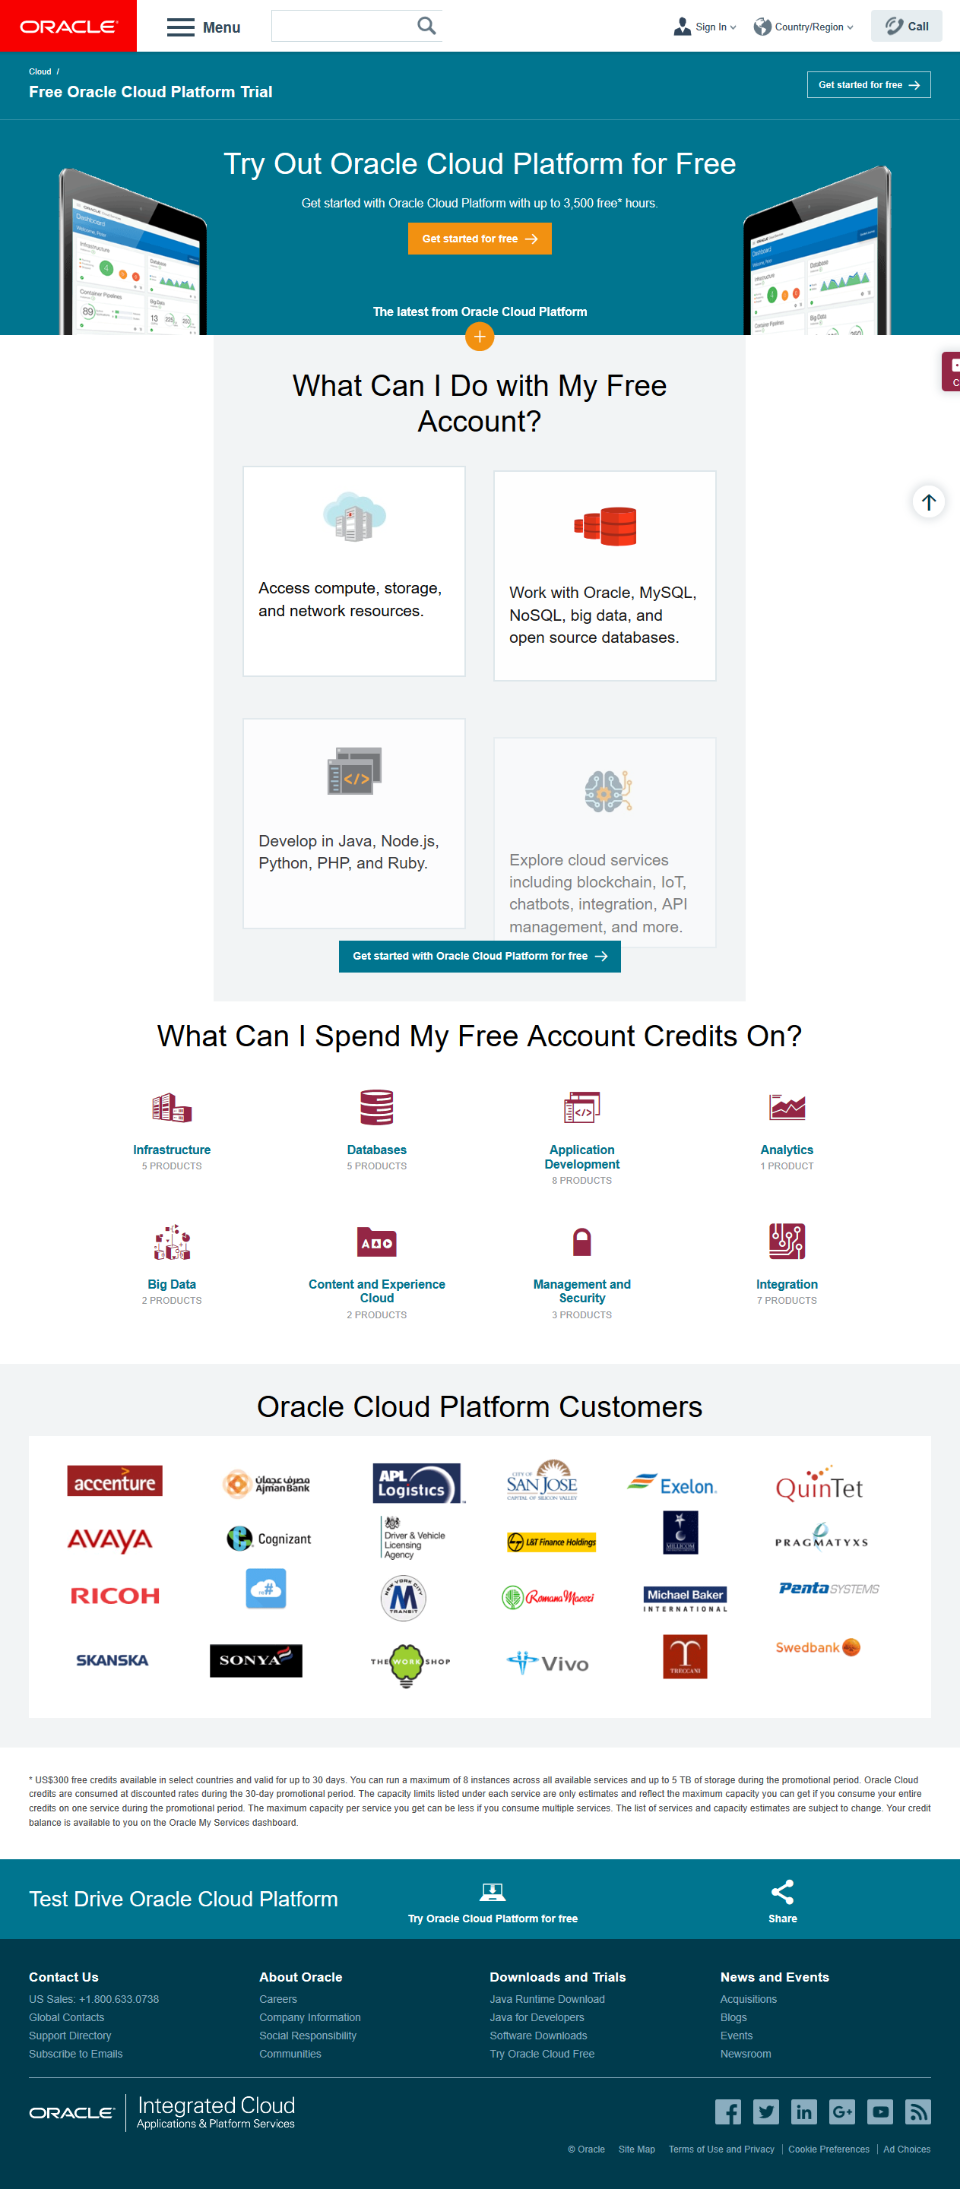 ORACLE
Menu
Sign In
Country/Region
Call
Cloud /
Free Oracle Cloud Platform Trial
Get started for free
Try Out Oracle Cloud Platform for Free
Get started with Oracle Cloud Platform with up to 3,500 free* hours.
Get started for free
The latest from Oracle Cloud Platform
What Can I Do with My Free
Account?
Access compute, storage,
and network resources.
Work with Oracle, MySQL,
NoSQL, big data, and
open source databases.
Develop in Java, Node.js,
Python, PHP, and Ruby.
Explore cloud services
including blockchain, IoT,
chatbots, integration, API
management, and more.
Get started with Oracle Cloud Platform for free
What Can I Spend My Free Account Credits On?
Infrastructure
5 PRODUCTS
Databases
5 PRODUCTS
Application
Development
8 PRODUCTS
Analytics
1 PRODUCT
Big Data
2 PRODUCTS
Content and Experience
Cloud
2 PRODUCTS
Management and
Security
3 PRODUCTS
Integration
7 PRODUCTS
Oracle Cloud Platform Customers
accenture
مصرف عجمان
Ajman Bank
APL
Logistics
CITY OF
SAN JOSE
CAPITAL OF SILICON VALLEY
Exelon.
QuinTet
AVAYA
Cognizant
Driver & Vehicle
Licensing
Agency
L&T Finance Holdings
MILLICOM
PRAGMATYXS
RICOH
#
NEW YORK CITY
M
TRANSIT
Romana Macezi
Michael Baker
INTERNATIONAL
Penta SYSTEMS
SKANSKA
SONYA
THE WORK SHOP
Vivo
TRECCANI
Swedbank
* US$300 free credits available in select countries and valid for up to 30 days. You can run a maximum of 8 instances across all available services and up to 5 TB of storage during the promotional period. Oracle Cloud
credits are consumed at discounted rates during the 30-day promotional period. The capacity limits listed under each service are only estimates and reflect the maximum capacity you can get if you consume your entire
credits on one service during the promotional period. The maximum capacity per service you get can be less if you consume multiple services. The list of services and capacity estimates are subject to change. Your credit
balance is available to you on the Oracle My Services dashboard.
Test Drive Oracle Cloud Platform
Try Oracle Cloud Platform for free
Share
Contact Us
US Sales: +1.800.633.0738
Global Contacts
Support Directory
Subscribe to Emails
About Oracle
Careers
Company Information
Social Responsibility
Communities
Downloads and Trials
Java Runtime Download
Java for Developers
Software Downloads
Try Oracle Cloud Free
News and Events
Acquisitions
Blogs
Events
Newsroom
ORACLE
Integrated Cloud
Applications & Platform Services
© Oracle
Site Map
Terms of Use and Privacy
Cookie Preferences
Ad Choices